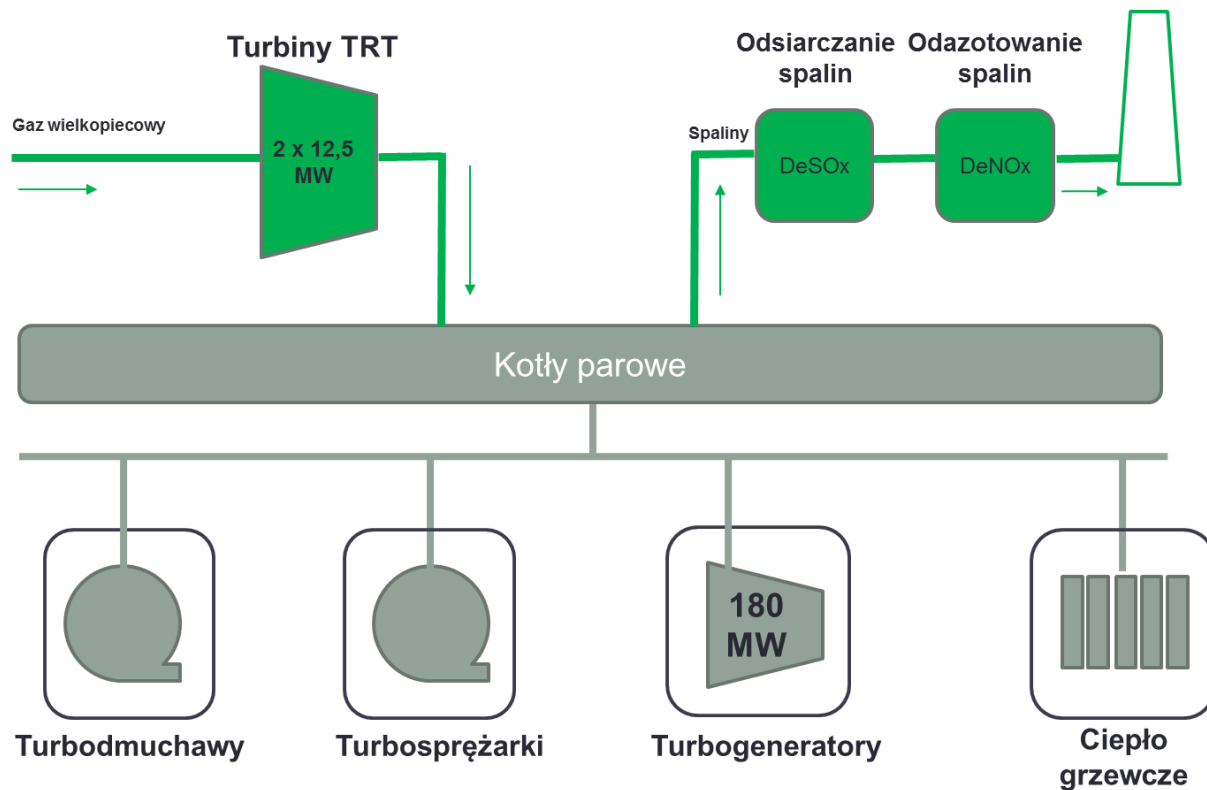 Turbiny TRT
Odsiarczanie
spalin
Odazotowanie
spalin
Gaz wielkopiecowy
Spaliny
2 x 12,5
MW
DeSOx
DeNOx
Kotły parowe
180
MW
Turbodmuchawy
Turbosprężarki
Turbogeneratory
Ciepło
grzewcze